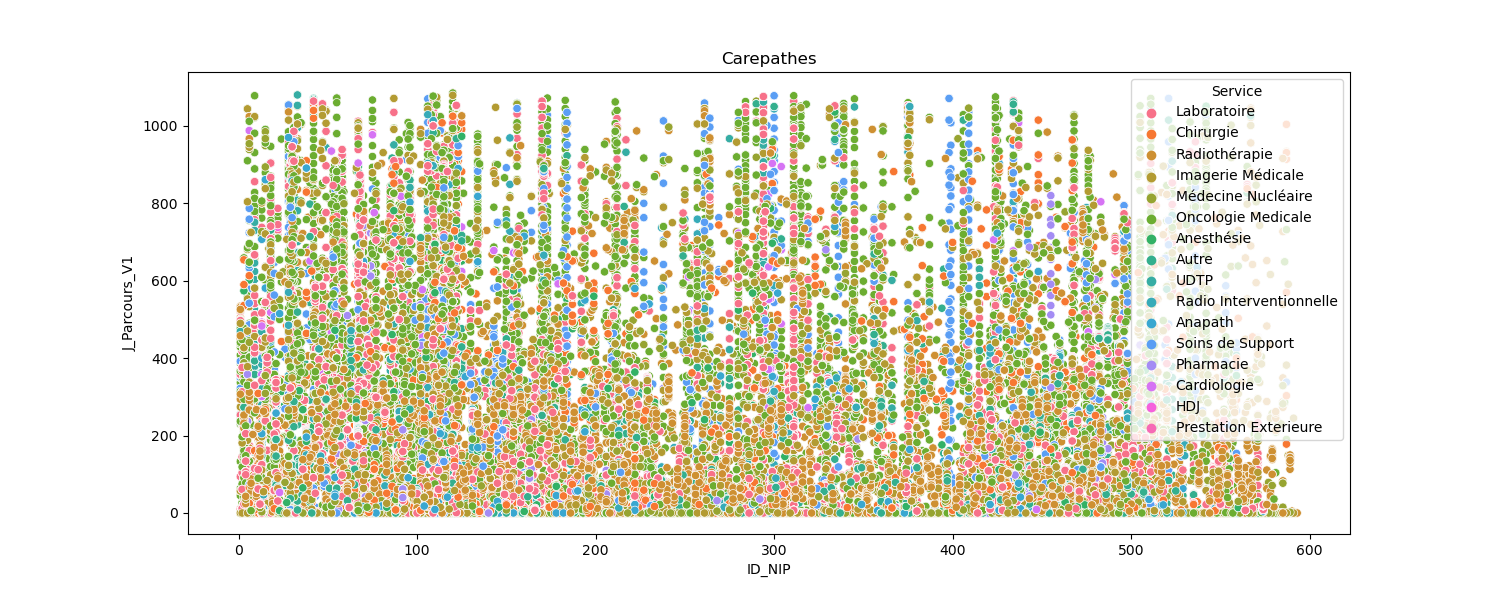 Carepathes
J_Parcours_V1
1000
800
600
400
200
0
0 100 200 300 400 500 600
ID_NIP
Service
Laboratoire
Chirurgie
Radiothérapie
Imagerie Médicale
Médecine Nucléaire
Oncologie Medicale
Anesthésie
Autre
UDTP
Radio Interventionnelle
Anapath
Soins de Support
Pharmacie
Cardiologie
HDJ
Prestation Exterieure